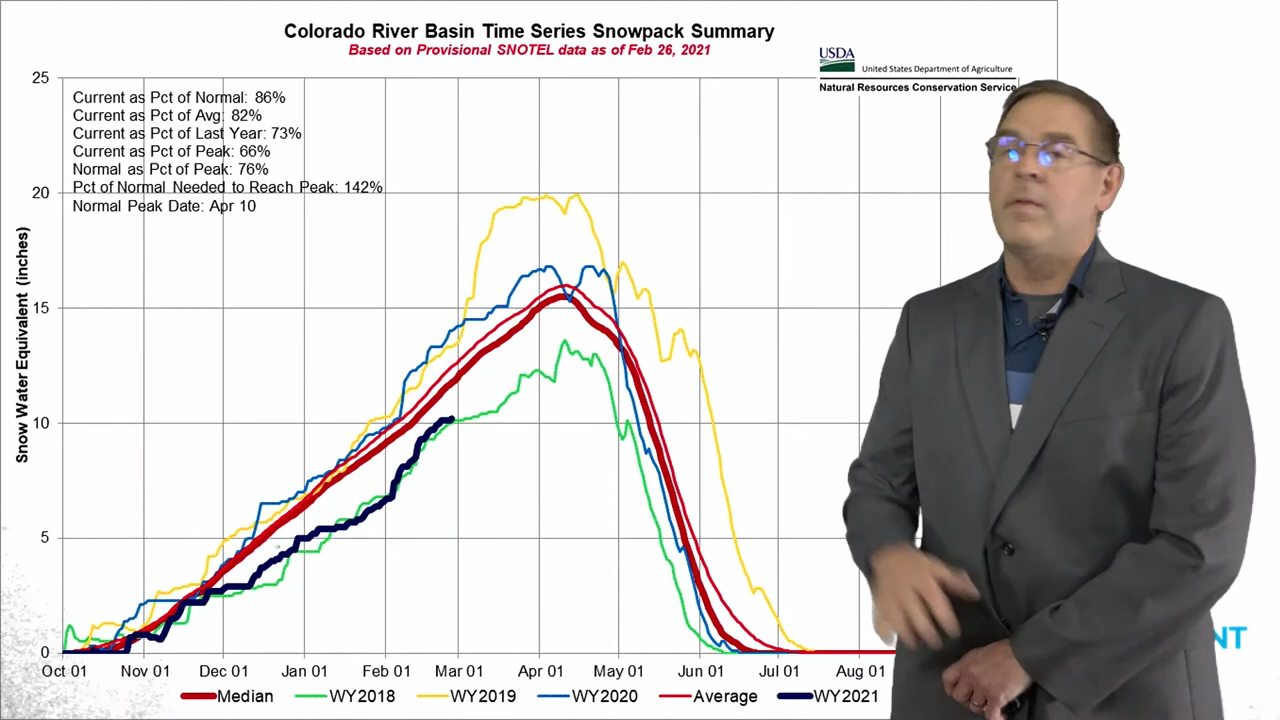 Colorado River Basin Time Series Snowpack Summary
Based on Provisional SNOTEL data as of Feb 26, 2021
USDA
United States Department of Agriculture
Natural Resources Conservation Service
Current as Pct of Normal: 86%
Current as Pct of Avg: 82%
Current as Pct of Last Year: 73%
Current as Pct of Peak: 66%
Normal as Pct of Peak: 76%
Pct of Normal Needed to Reach Peak: 142%
Normal Peak Date: Apr 10
Snow Water Equivalent (inches)
25
20
15
10
5
0
Oct 01 Nov 01 Dec 01 Jan 01 Feb 01 Mar 01 Apr 01 May 01 Jun 01 Jul 01 Aug 01
Median WY2018 WY2019 WY2020 Average WY2021
NT